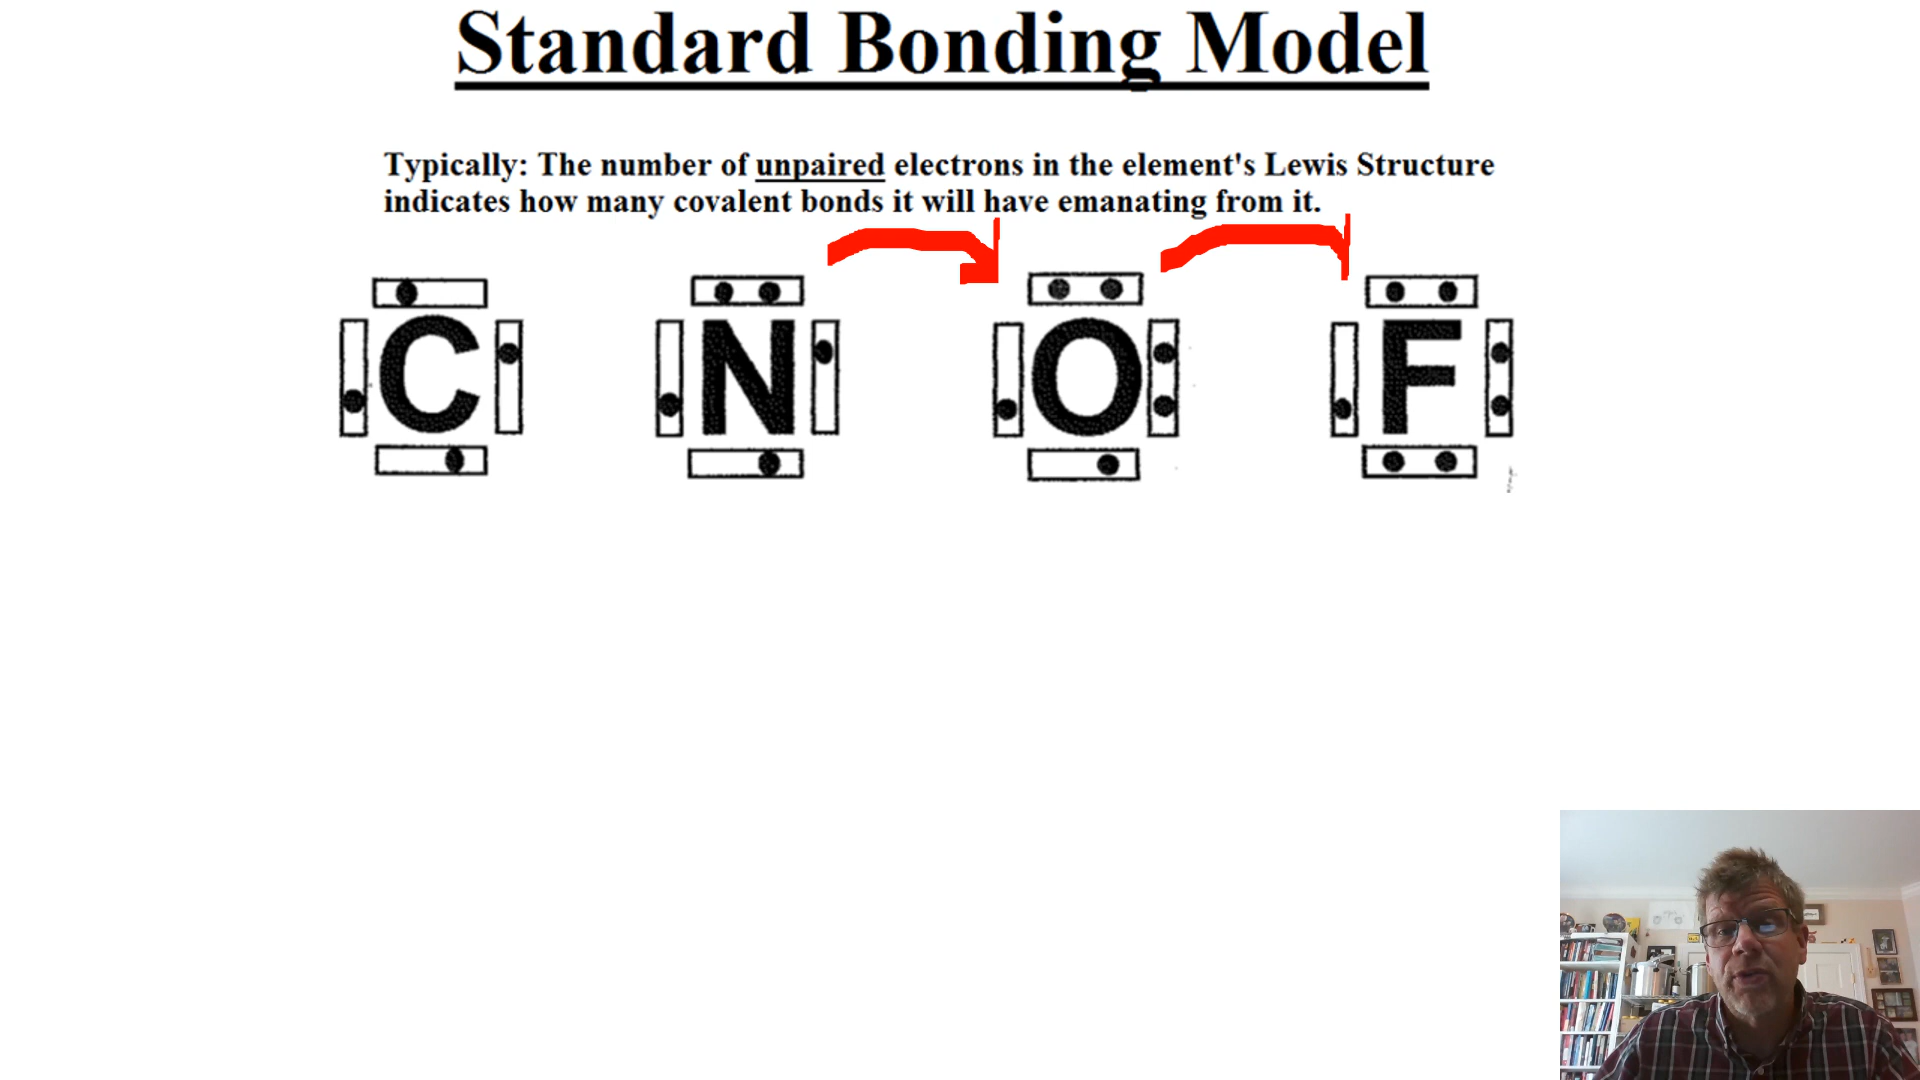 Standard Bonding Model
Typically: The number of unpaired electrons in the element's Lewis Structure
indicates how many covalent bonds it will have emanating from it.
C N O F